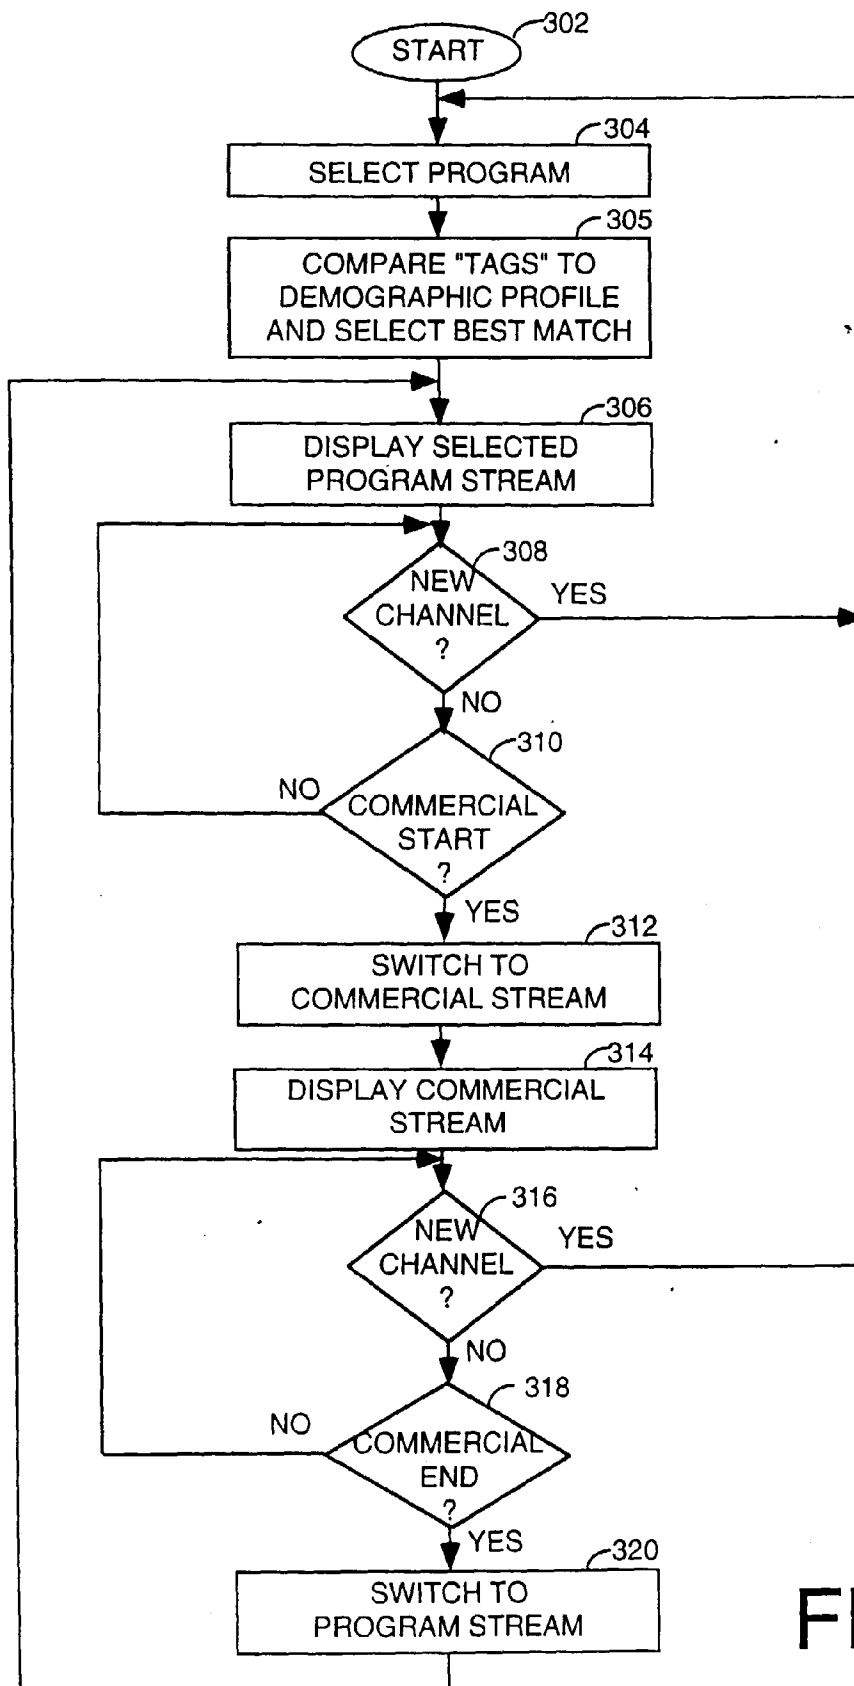 START
302
304
SELECT PROGRAM
305
COMPARE "TAGS" TO
DEMOGRAPHIC PROFILE
AND SELECT BEST MATCH
306
DISPLAY SELECTED
PROGRAM STREAM
308
NEW
CHANNEL
?
YES
NO
310
COMMERCIAL
START
?
NO
YES
312
SWITCH TO
COMMERCIAL STREAM
314
DISPLAY COMMERCIAL
STREAM
316
NEW
CHANNEL
?
YES
NO
318
COMMERCIAL
END
?
NO
YES
320
SWITCH TO
PROGRAM STREAM